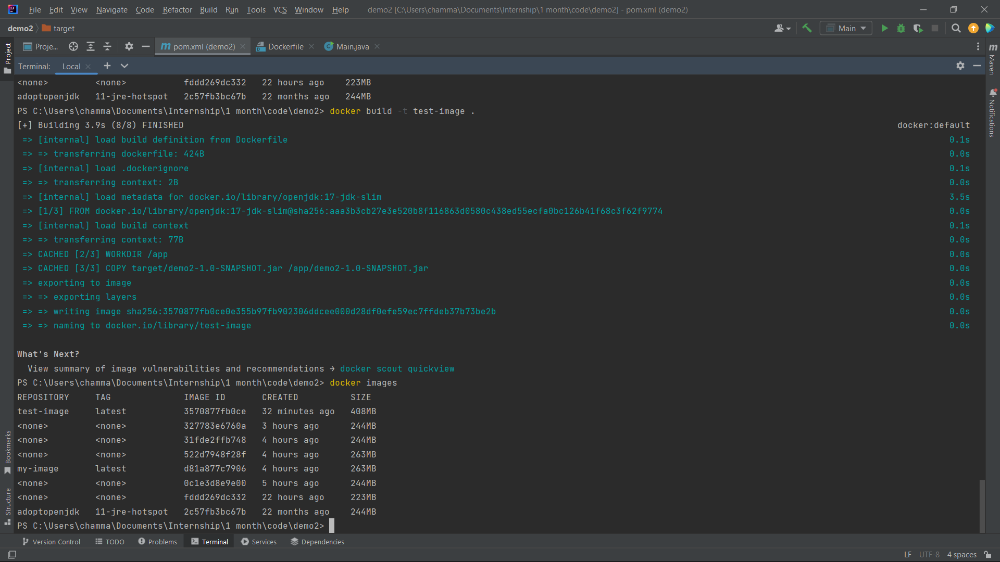 File Edit View Navigate Code Refactor Build Run Tools VCS Window Help demo2 [C:\Users\chamma\Documents\Internship\1 month\code\demo2] - pom.xml (demo2)
demo2 target Main
Project Proje... pom.xml (demo2) Dockerfile Main.java
Terminal: Local
Maven
Notifications
<none> <none> fddd269dc332 22 hours ago 223MB
adoptopenjdk 11-jre-hotspot 2c57fb3bc67b 22 months ago 244MB
PS C:\Users\chamma\Documents\Internship\1 month\code\demo2> docker build -t test-image .
[+] Building 3.9s (8/8) FINISHED docker:default
=> [internal] load build definition from Dockerfile 0.1s
=> => transferring dockerfile: 424B 0.0s
=> [internal] load .dockerignore 0.1s
=> => transferring context: 2B 0.0s
=> [internal] load metadata for docker.io/library/openjdk:17-jdk-slim 3.5s
=> [1/3] FROM docker.io/library/openjdk:17-jdk-slim@sha256:aaa3b3cb27e3e520b8f116863d0580c438ed55ecfa0bc126b41f68c3f62f9774 0.0s
=> [internal] load build context 0.1s
=> => transferring context: 77B 0.0s
=> CACHED [2/3] WORKDIR /app 0.0s
=> CACHED [3/3] COPY target/demo2-1.0-SNAPSHOT.jar /app/demo2-1.0-SNAPSHOT.jar 0.0s
=> exporting to image 0.0s
=> => exporting layers 0.0s
=> => writing image sha256:3570877fb0ce0e355b97fb902306ddcee000d28df0efe59ec7ffdeb37b73be2b 0.0s
=> => naming to docker.io/library/test-image 0.0s
What's Next?
View summary of image vulnerabilities and recommendations → docker scout quickview
PS C:\Users\chamma\Documents\Internship\1 month\code\demo2> docker images
REPOSITORY TAG IMAGE ID CREATED SIZE
test-image latest 3570877fb0ce 32 minutes ago 408MB
<none> <none> 327783e6760a 3 hours ago 244MB
<none> <none> 31fde2ffb748 4 hours ago 244MB
<none> <none> 522d7948f28f 4 hours ago 263MB
my-image latest d81a877c7906 4 hours ago 263MB
<none> <none> 0c1e3d8e9e00 5 hours ago 244MB
<none> <none> fddd269dc332 22 hours ago 223MB
adoptopenjdk 11-jre-hotspot 2c57fb3bc67b 22 months ago 244MB
PS C:\Users\chamma\Documents\Internship\1 month\code\demo2>
Bookmarks
Structure
Version Control TODO Problems Terminal Services Dependencies
LF UTF-8 4 spaces